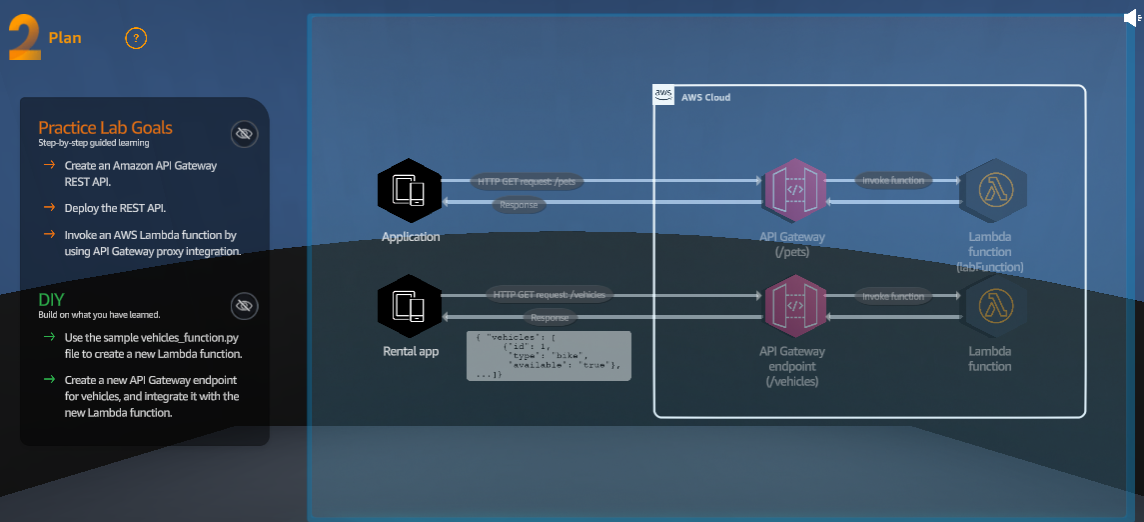 2 Plan ?
Practice Lab Goals
Step-by-step guided learning
→ Create an Amazon API Gateway
REST API.
→ Deploy the REST API.
→ Invoke an AWS Lambda function by
using API Gateway proxy integration.
DIY
Build on what you have learned.
→ Use the sample vehicles_function.py
file to create a new Lambda function.
→ Create a new API Gateway endpoint
for vehicles, and integrate it with the
new Lambda function.
aws AWS Cloud
HTTP GET request: /pets
Response
Invoke function
Application
API Gateway
(/pets)
Lambda
function
(labFunction)
HTTP GET request: /vehicles
Response
Invoke function
Rental app
{ "vehicles": [
{"id": 1,
"type": "bike",
"available": "true"},
...]}
API Gateway
endpoint
(/vehicles)
Lambda
function